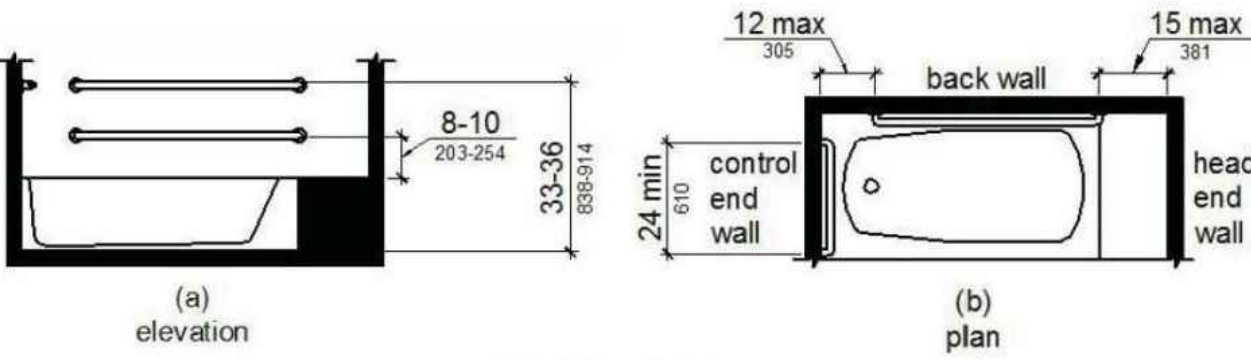 8-10
203-254
33-36
838-914
(a)
elevation
12 max
305
15 max
381
back wall
24 min
610
control
end
wall
head
end
wall
(b)
plan